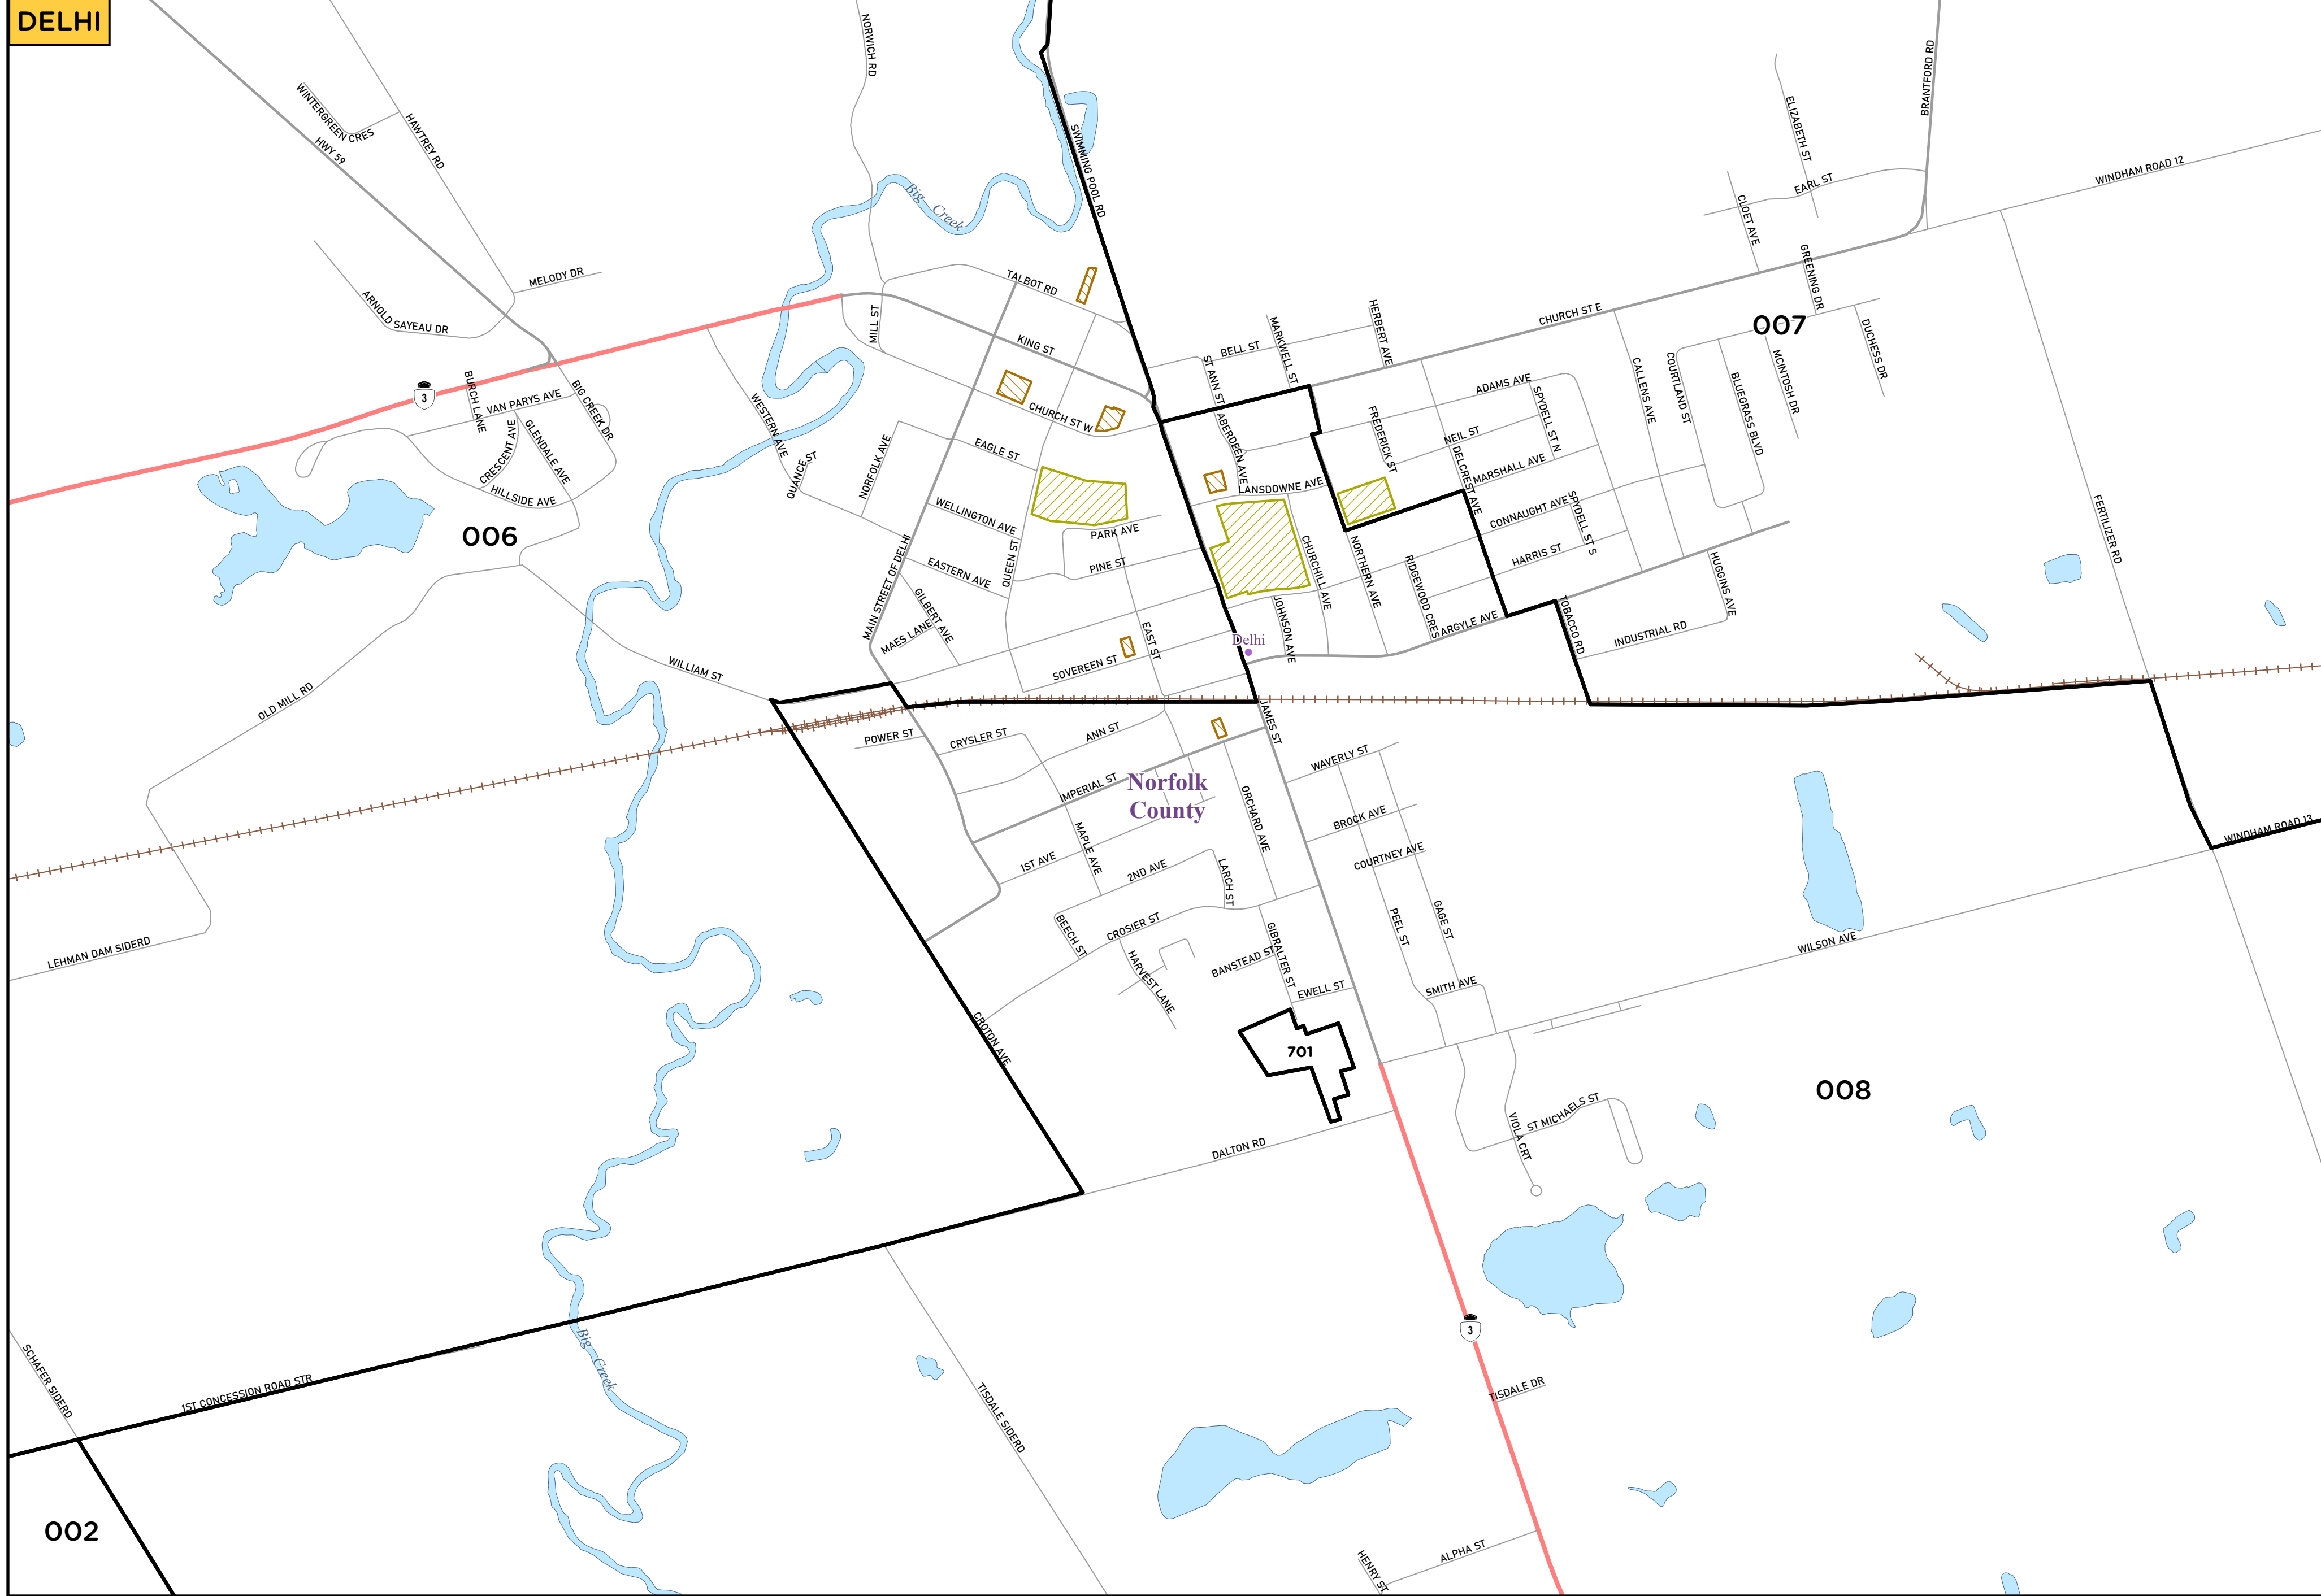 DELHI
NORWICH RD
BRANTFORD RD
WINTERGREEN CRES
HAWTREY RD
HWY 59
SWIMMING POOL RD
ELIZABETH ST
EARL ST
WINDHAM ROAD 12
CLOET AVE
Big Creek
GREENING DR
MELODY DR
TALBOT RD
ARNOLD SAYEAU DR
MILL ST
KING ST
HERBERT AVE
MARKWELL ST
BELL ST
ST ANN ST
CHURCH ST E
007
DUCHESS DR
MCINTOSH DR
COURTLAND ST
CALLENS AVE
BLUEGRASS BLVD
3
BURCH LANE
VAN PARYS AVE
BIG CREEK DR
CRESCENT AVE
GLENDALE AVE
HILLSIDE AVE
WESTERN AVE
QUANCE ST
NORFOLK AVE
CHURCH ST W
EAGLE ST
ABERDEEN AVE
LANSDOWNE AVE
FREDERICK ST
ADAMS AVE
SPYDELL ST N
NEIL ST
DELCREST AVE
MARSHALL AVE
CONNAUGHT AVE
SPYDELL ST S
HARRIS ST
006
WELLINGTON AVE
PARK AVE
PINE ST
QUEEN ST
EASTERN AVE
MAIN STREET OF DELHI
GILBERT AVE
MAES LANE
CHURCHILL AVE
NORTHERN AVE
RIDGEWOOD CRES
JOHNSON AVE
ARGYLE AVE
TOBACCO RD
HUGGINS AVE
INDUSTRIAL RD
FERTILIZER RD
Delhi
EAST ST
SOVEREEN ST
WILLIAM ST
OLD MILL RD
JAMES ST
POWER ST
CRYSLER ST
ANN ST
IMPERIAL ST
Norfolk
County
WAVERLY ST
ORCHARD AVE
BROCK AVE
COURTNEY AVE
WINDHAM ROAD 13
MAPLE AVE
1ST AVE
2ND AVE
LARCH ST
BEECH ST
CROSIER ST
GIBRALTER ST
BANSTEAD ST
HARVEST LANE
EWELL ST
PEEL ST
GAGE ST
SMITH AVE
WILSON AVE
LEHMAN DAM SIDERD
CROTON AVE
701
008
VIOLA CRT
ST MICHAELS ST
DALTON RD
3
Big Creek
SCHAFER SIDERD
1ST CONCESSION ROAD STR
TISDALE SIDERD
TISDALE DR
002
HENRY ST
ALPHA ST